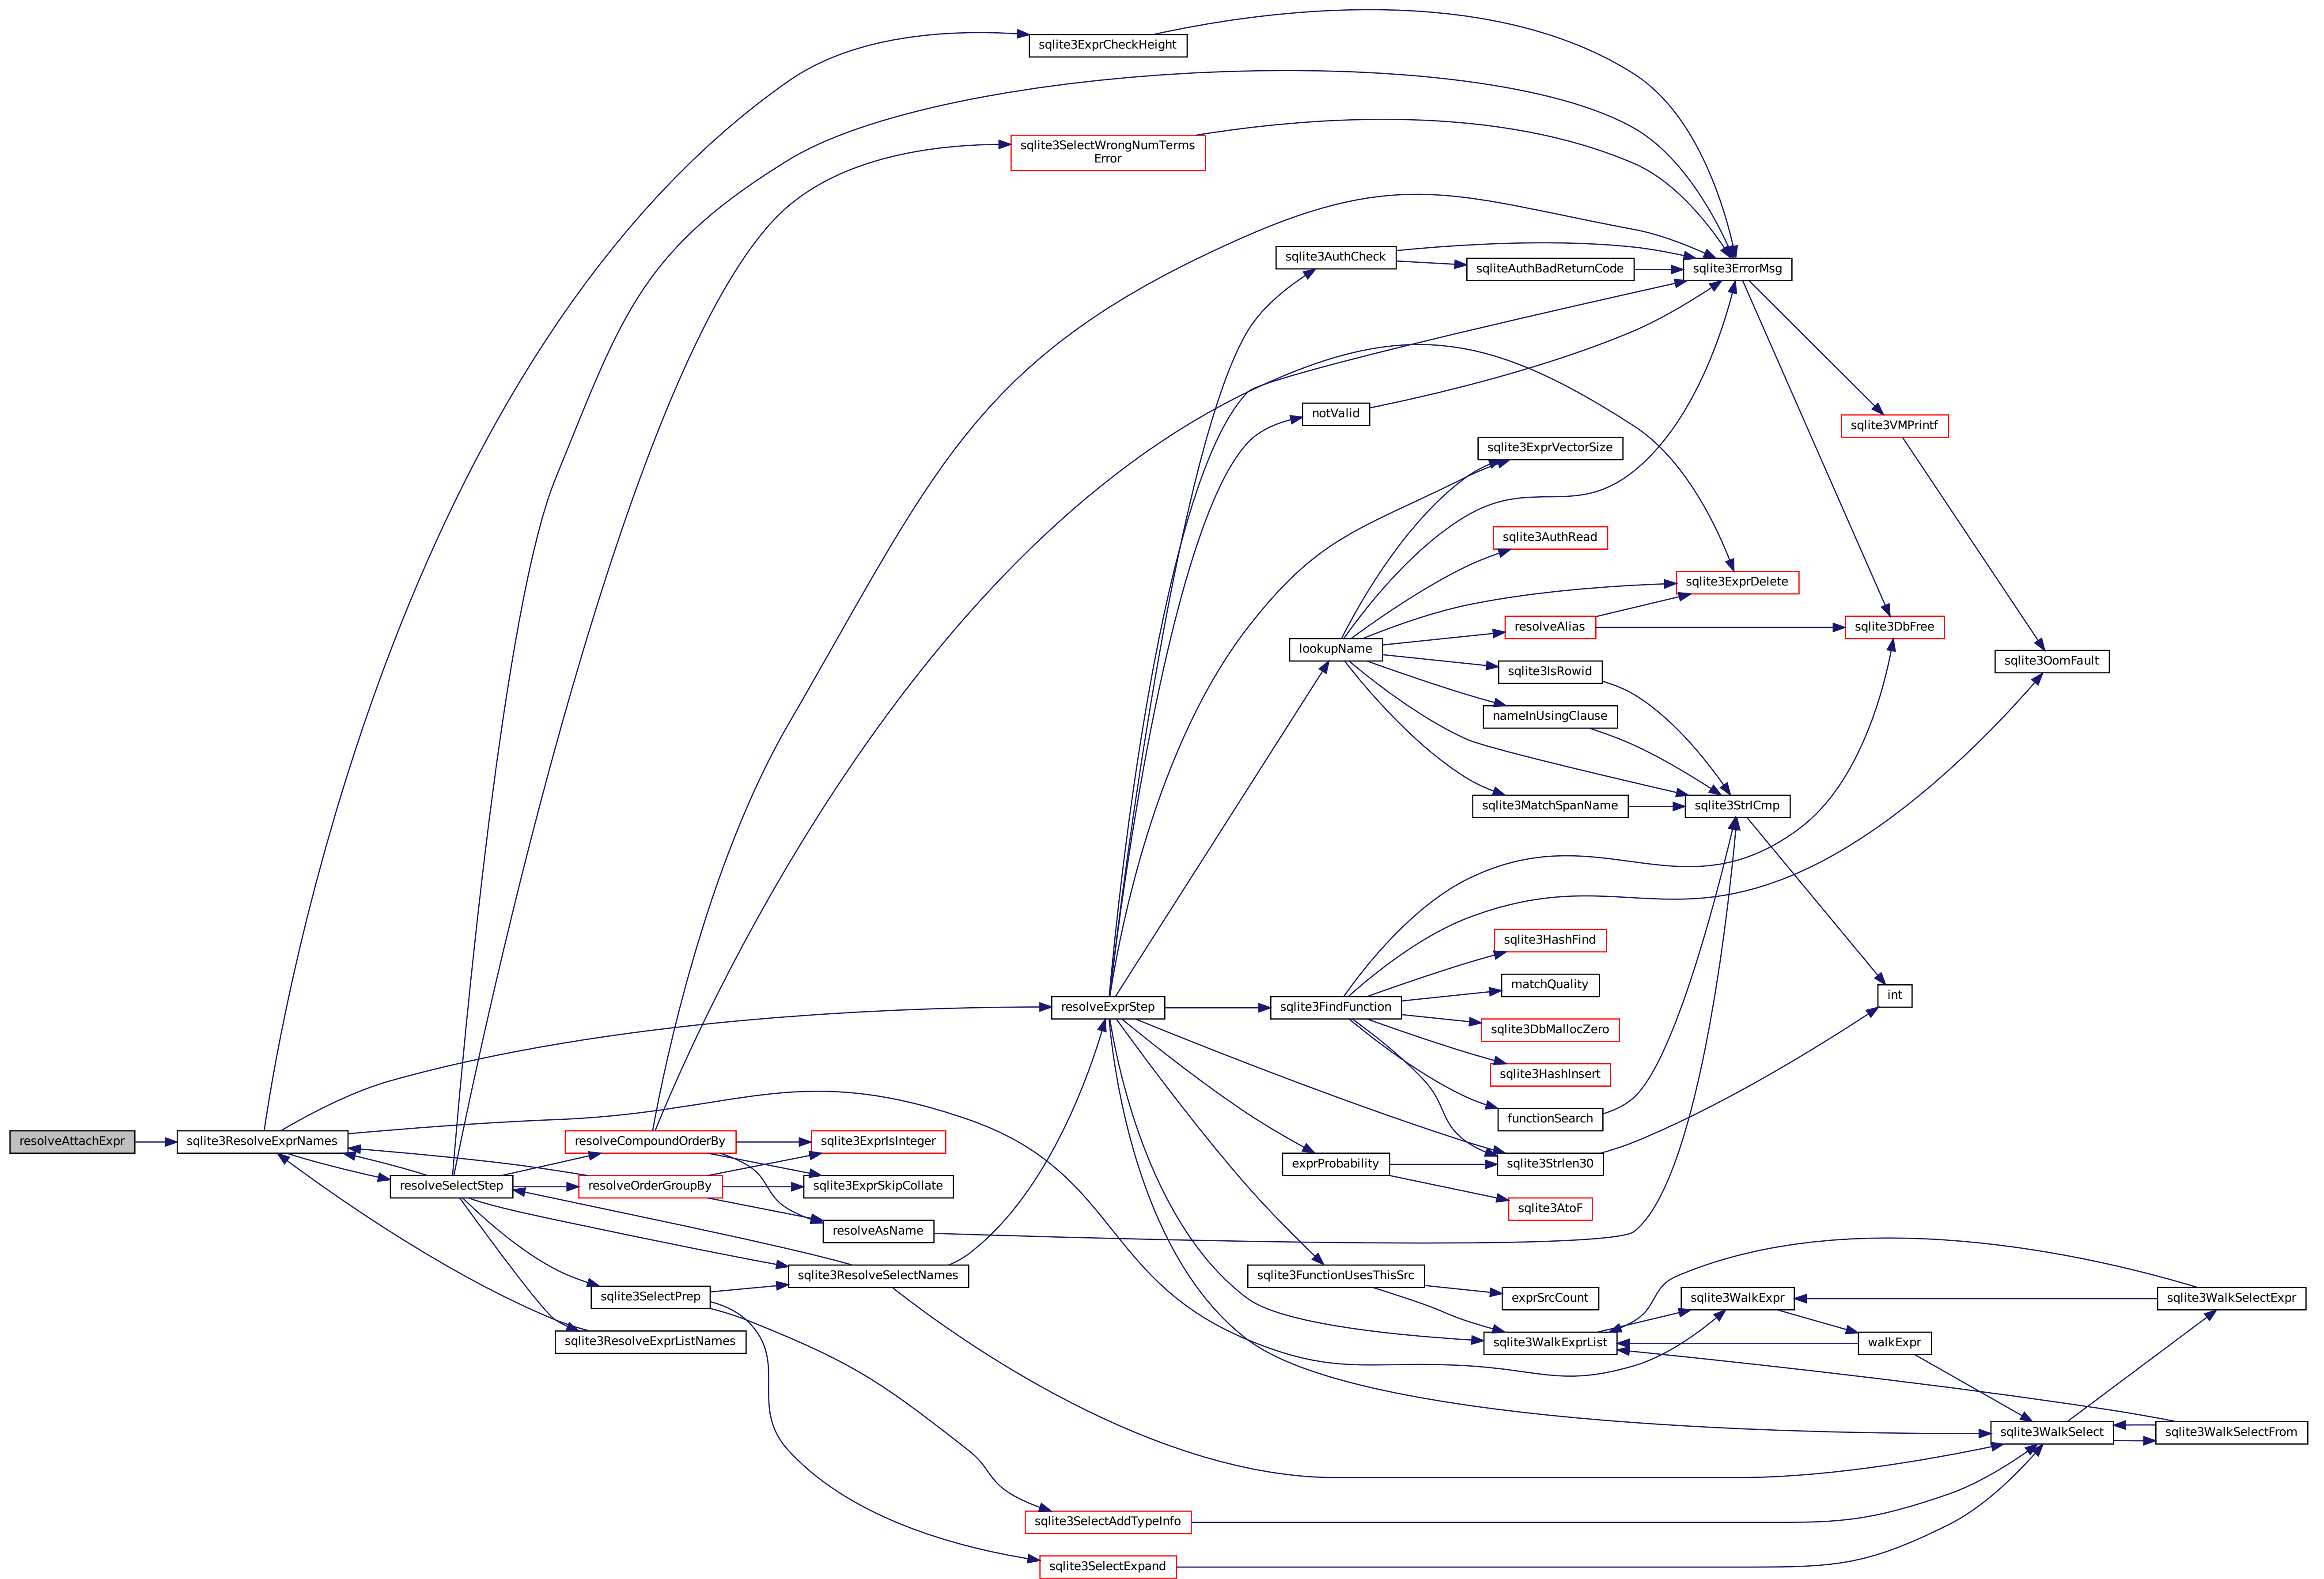 sqlite3ExprCheckHeight
sqlite3SelectWrongNumTerms
Error
sqlite3AuthCheck
sqliteAuthBadReturnCode
sqlite3ErrorMsg
notValid
sqlite3VMPrintf
sqlite3ExprVectorSize
sqlite3AuthRead
sqlite3ExprDelete
resolveAlias
sqlite3DbFree
lookupName
sqlite3OomFault
sqlite3IsRowid
nameInUsingClause
sqlite3MatchSpanName
sqlite3StrICmp
sqlite3HashFind
matchQuality
int
resolveExprStep
sqlite3FindFunction
sqlite3DbMallocZero
sqlite3HashInsert
functionSearch
resolveAttachExpr
sqlite3ResolveExprNames
resolveCompoundOrderBy
sqlite3ExprIsInteger
exprProbability
sqlite3Strlen30
resolveSelectStep
resolveOrderGroupBy
sqlite3ExprSkipCollate
sqlite3AtoF
resolveAsName
sqlite3ResolveSelectNames
sqlite3FunctionUsesThisSrc
sqlite3SelectPrep
exprSrcCount
sqlite3WalkExpr
sqlite3WalkSelectExpr
sqlite3ResolveExprListNames
sqlite3WalkExprList
walkExpr
sqlite3WalkSelect
sqlite3WalkSelectFrom
sqlite3SelectAddTypeInfo
sqlite3SelectExpand